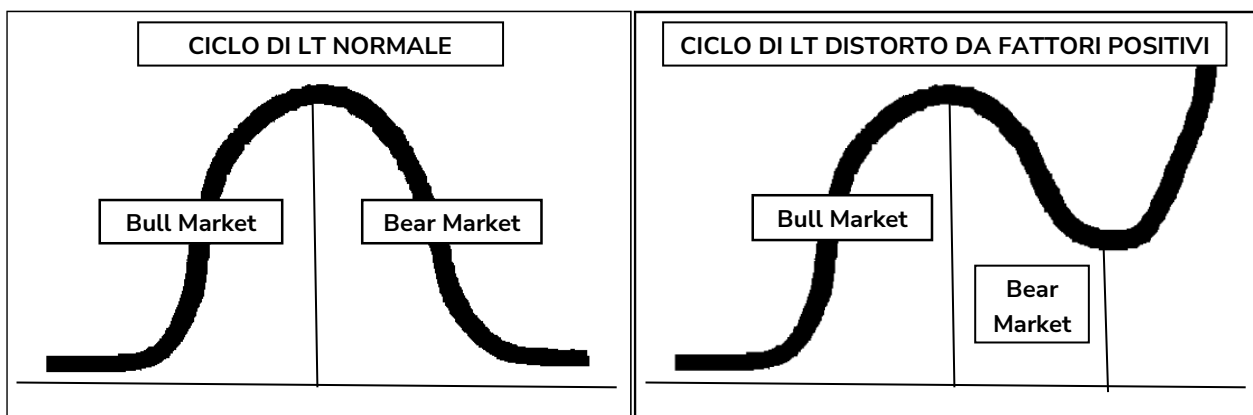 CICLO DI LT NORMALE
Bull Market
Bear Market
CICLO DI LT DISTORTO DA FATTORI POSITIVI
Bull Market
Bear
Market